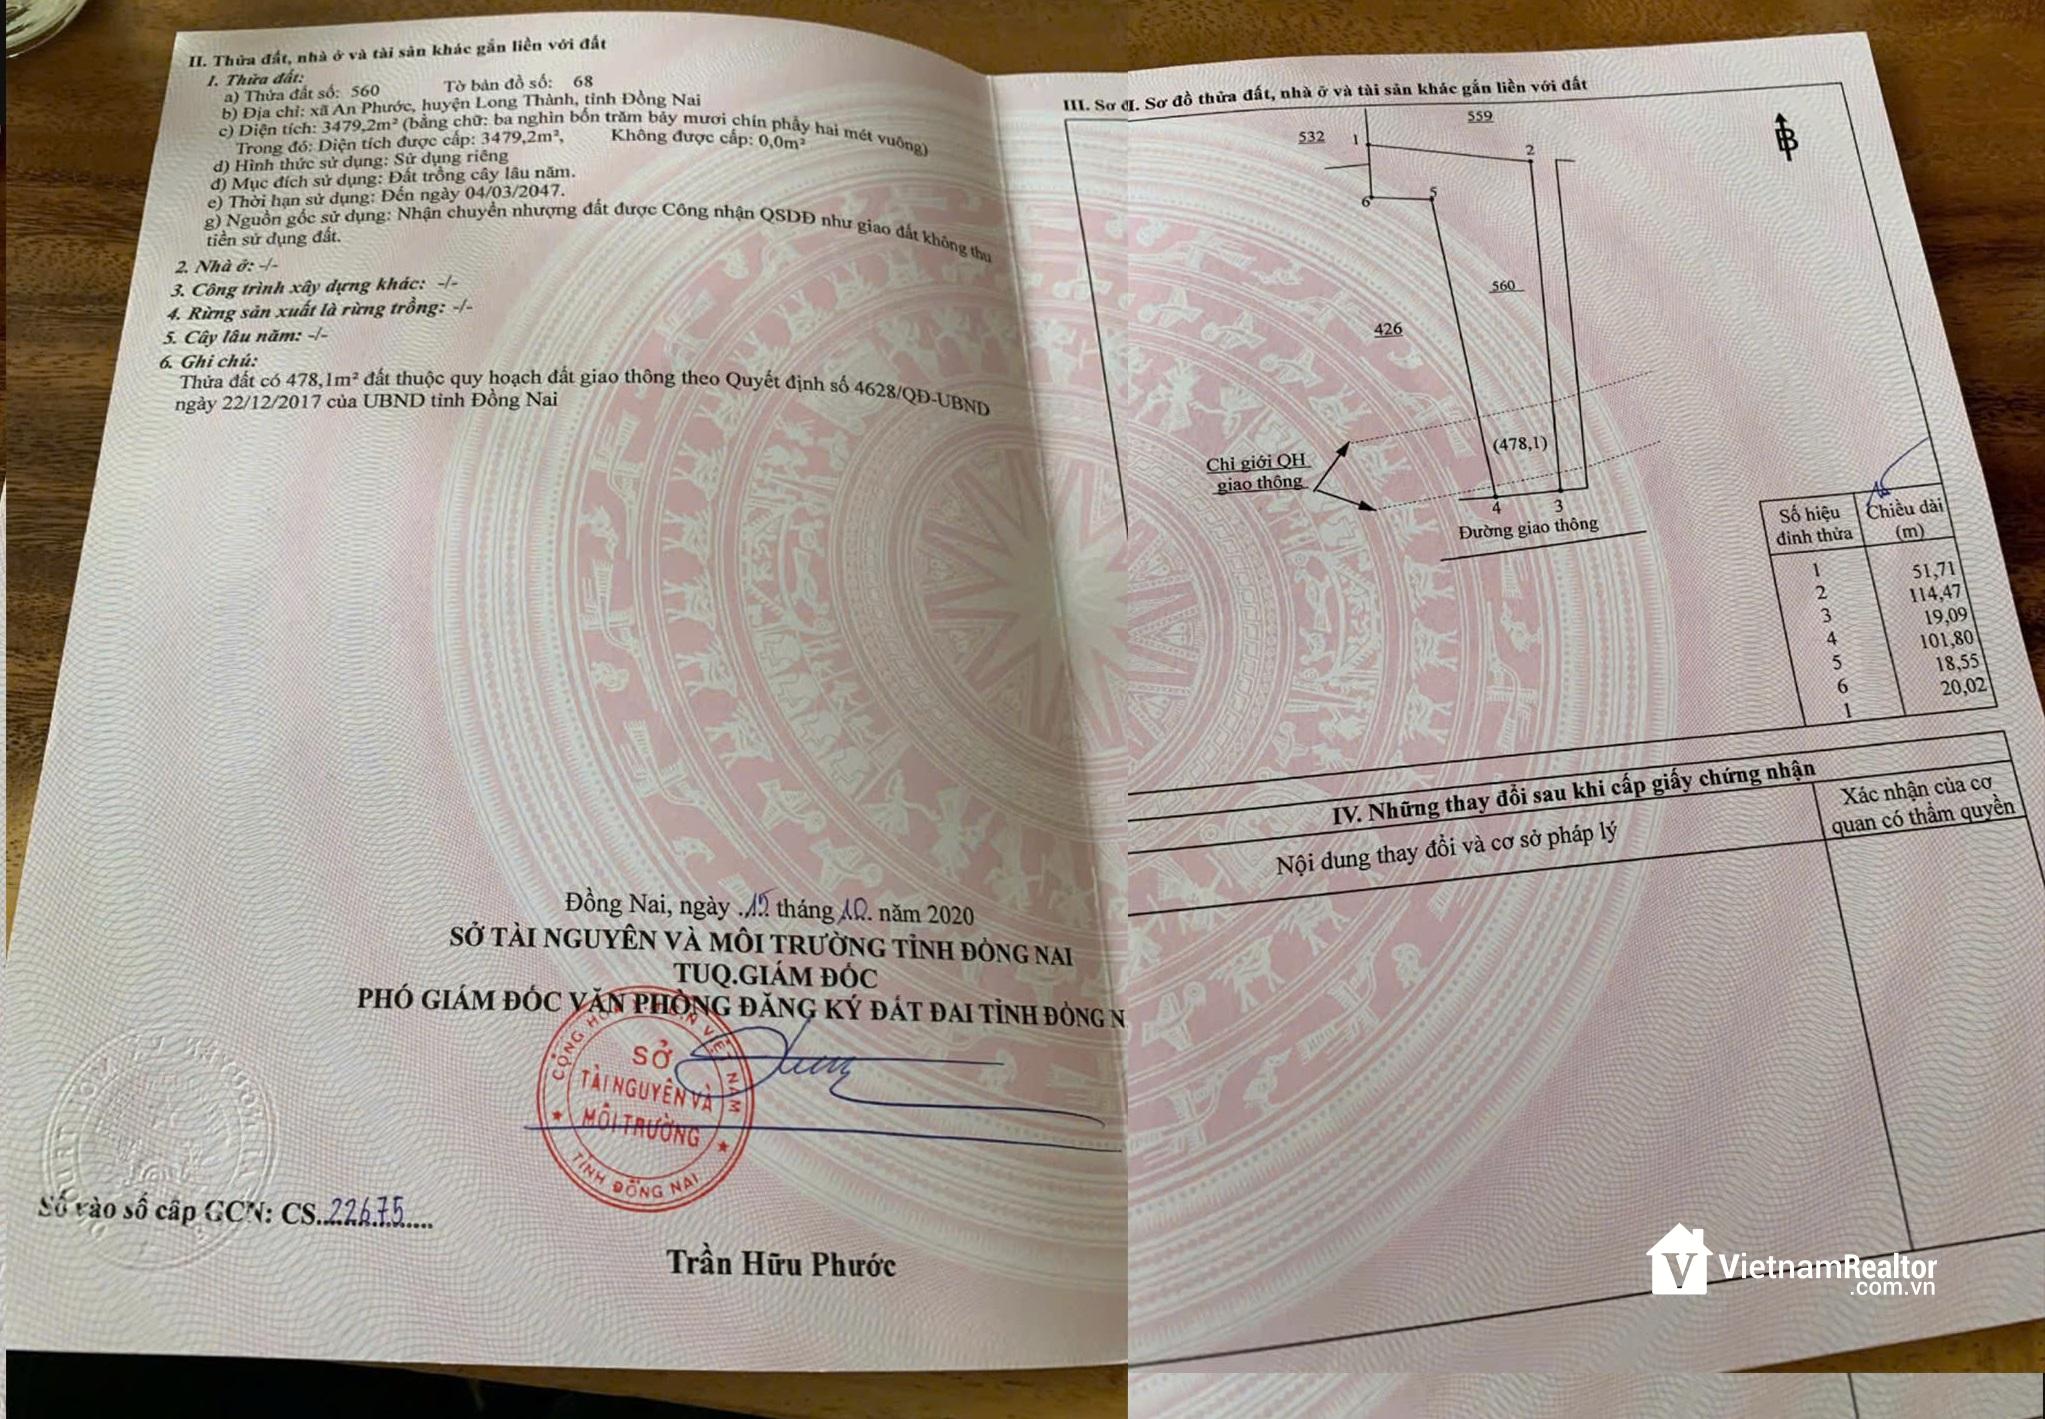 II. Thửa đất, nhà ở và tài sản khác gắn liền với đất
1. Thửa đất:
a) Thửa đất số: 560 Tờ bản đồ số: 68
b) Địa chỉ: xã An Phước, huyện Long Thành, tỉnh Đồng Nai
c) Diện tích: 3479,2m² (bằng chữ: ba nghìn bốn trăm bảy mươi chín phẩy hai mét vuông)
Trong đó: Diện tích được cấp: 3479,2m², Không được cấp: 0,0m²
d) Hình thức sử dụng: Sử dụng riêng
đ) Mục đích sử dụng: Đất trồng cây lâu năm.
e) Thời hạn sử dụng: Đến ngày 04/03/2047.
g) Nguồn gốc sử dụng: Nhận chuyển nhượng đất được Công nhận QSDĐ như giao đất không thu
tiền sử dụng đất.
2. Nhà ở: -/-
3. Công trình xây dựng khác: -/-
4. Rừng sản xuất là rừng trồng: -/-
5. Cây lâu năm: -/-
6. Ghi chú:
Thửa đất có 478,1m² đất thuộc quy hoạch đất giao thông theo Quyết định số 4628/QĐ-UBND
ngày 22/12/2017 của UBND tỉnh Đồng Nai
Đồng Nai, ngày 15 tháng 10 năm 2020
SỞ TÀI NGUYÊN VÀ MÔI TRƯỜNG TỈNH ĐỒNG NAI
TUQ.GIÁM ĐỐC
PHÓ GIÁM ĐỐC VĂN PHÒNG ĐĂNG KÝ ĐẤT ĐAI TỈNH ĐỒNG N
SỞ
TÀI NGUYÊN VÀ
MÔI TRƯỜNG
TỈNH ĐỒNG NAI
Số vào sổ cấp GCN: CS 22675
Trần Hữu Phước
III. Sơ đ
I. Sơ đồ thửa đất, nhà ở và tài sản khác gắn liền với đất
559
532
1
2
B
6
5
560
426
(478,1)
Chỉ giới QH
giao thông
4 3
Đường giao thông
Số hiệu đỉnh thửa Chiều dài (m)
1 51,71
2 114,47
3 19,09
4 101,80
5 18,55
6 20,02
1
IV. Những thay đổi sau khi cấp giấy chứng nhận
Nội dung thay đổi và cơ sở pháp lý
Xác nhận của cơ
quan có thẩm quyền
V VietnamRealtor
.com.vn